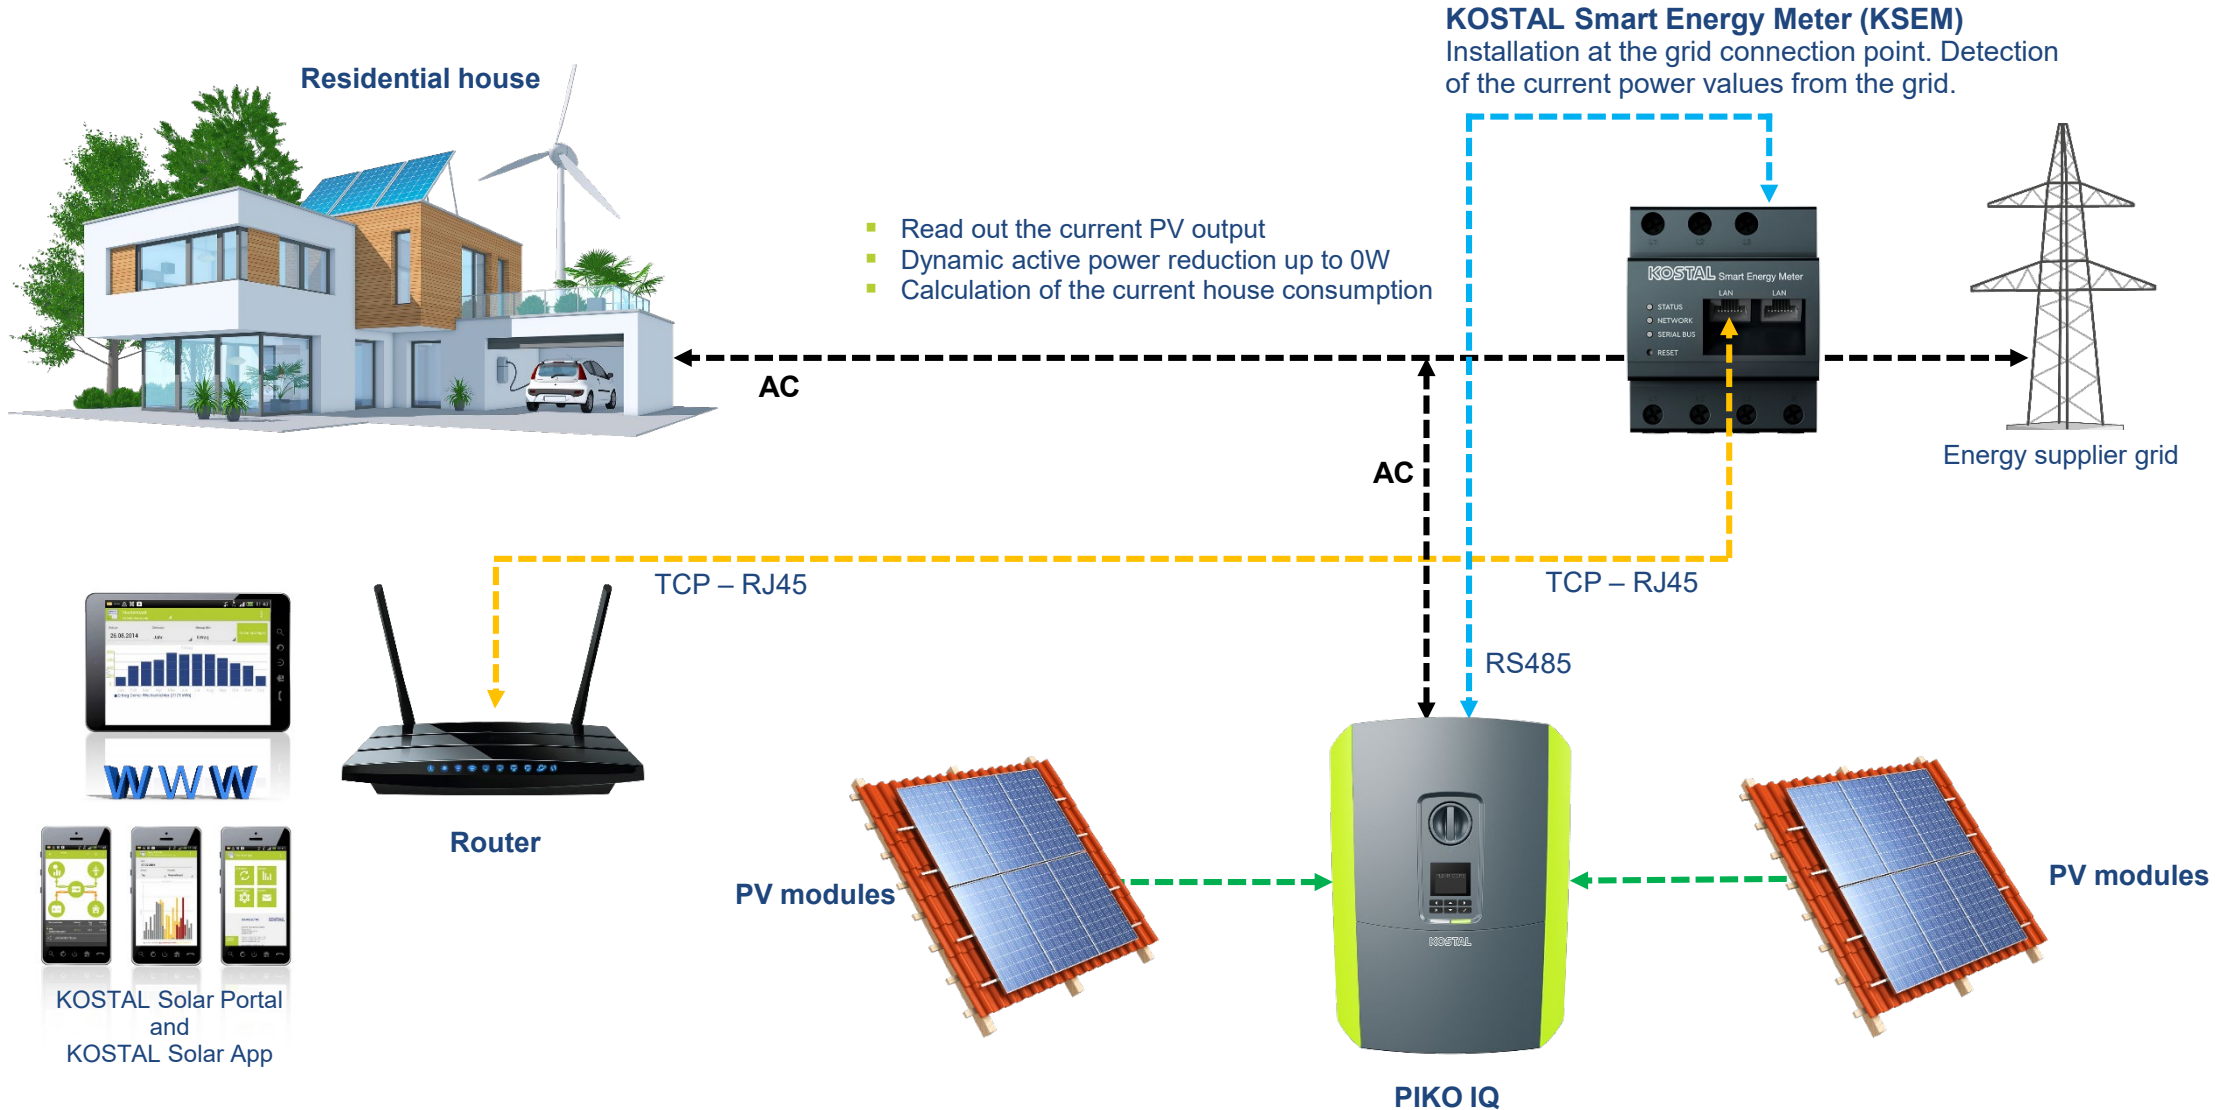 KOSTAL Smart Energy Meter (KSEM)
Installation at the grid connection point. Detection
of the current power values from the grid.
Residential house
Read out the current PV output
Dynamic active power reduction up to 0W
Calculation of the current house consumption
KOSTAL Smart Energy Meter
LAN
LAN
STATUS
NETWORK
SERIAL BUS
RESET
AC
AC
Energy supplier grid
TCP – RJ45
TCP – RJ45
RS485
26.08.2014
WWW
Router
PV modules
PV modules
KOSTAL
KOSTAL Solar Portal
and
KOSTAL Solar App
PIKO IQ